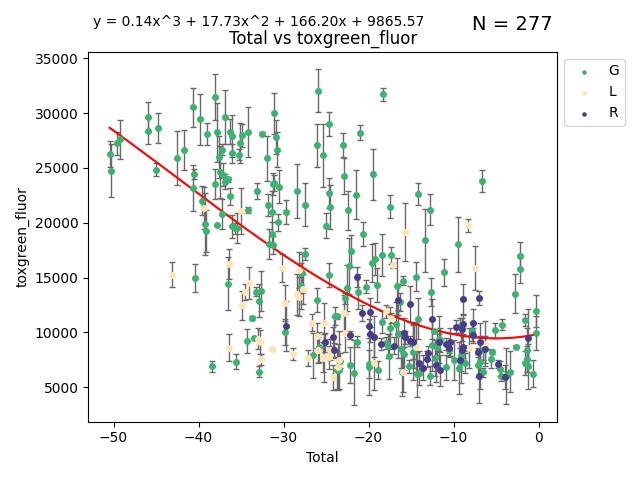 y = 0.14x^3 + 17.73x^2 + 166.20x + 9865.57
N = 277
Total vs toxgreen_fluor
35000
30000
25000
20000
15000
10000
5000
toxgreen_fluor
−50
−40
−30
−20
−10
0
Total
G
L
R